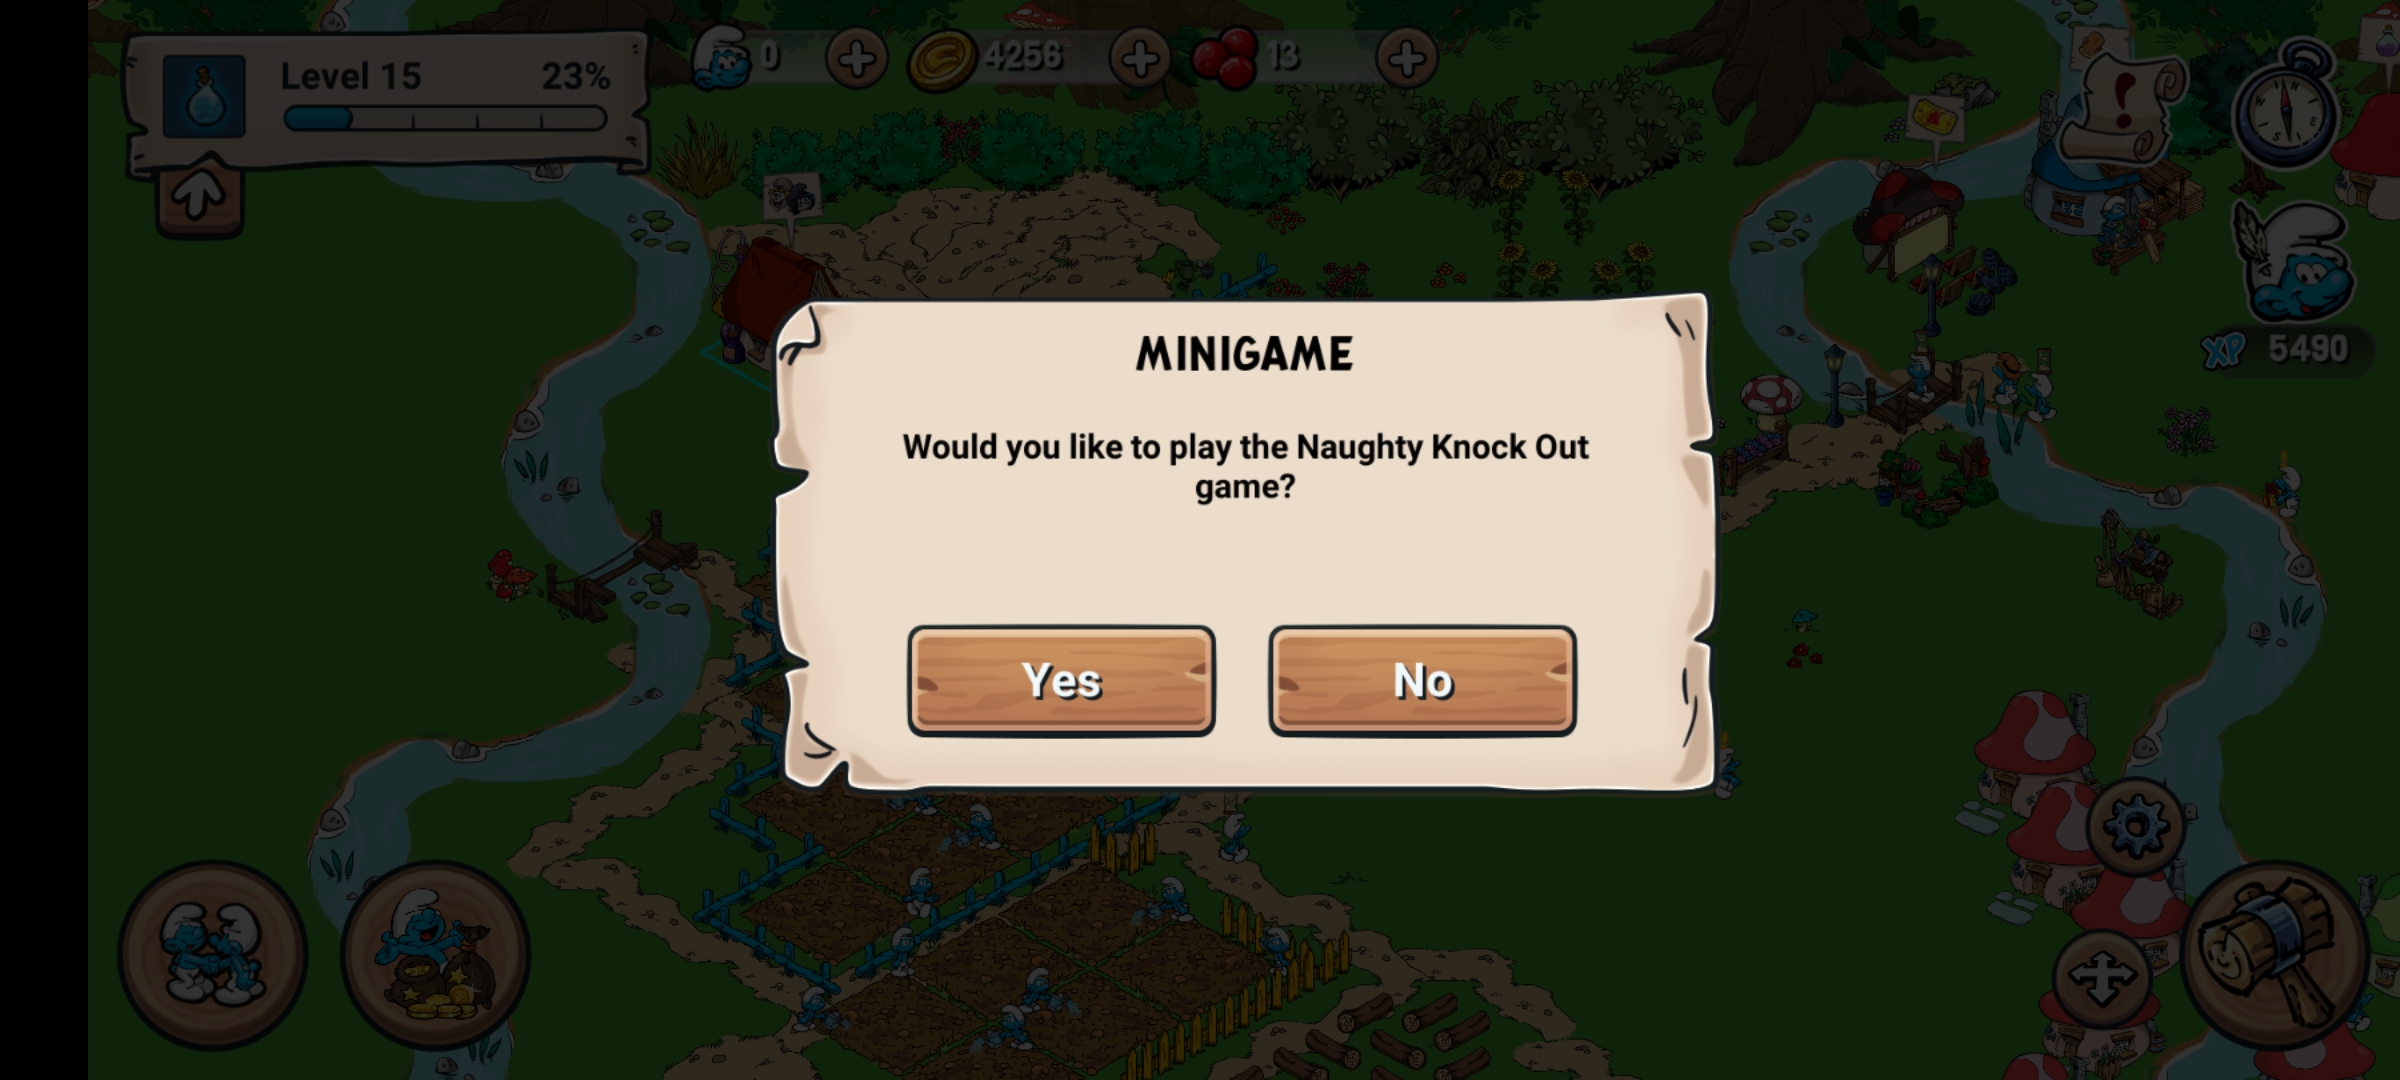 Level 15 23%
0
4256
13
XP 5490
MINIGAME
Would you like to play the Naughty Knock Out
game?
Yes
No